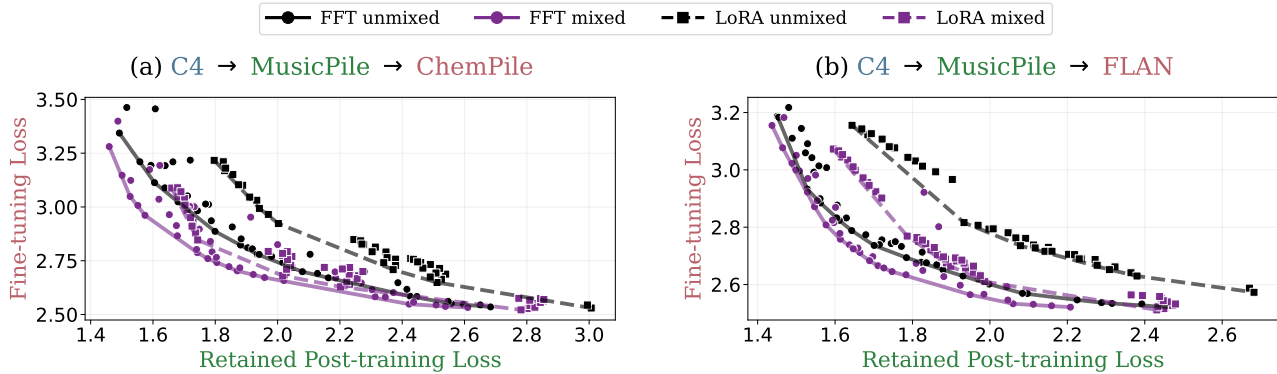 FFT unmixed FFT mixed LoRA unmixed LoRA mixed
(a) C4 → MusicPile → ChemPile
3.50
3.25
3.00
2.75
2.50
Fine-tuning Loss
1.4 1.6 1.8 2.0 2.2 2.4 2.6 2.8 3.0
Retained Post-training Loss
(b) C4 → MusicPile → FLAN
3.2
3.0
2.8
2.6
Fine-tuning Loss
1.4 1.6 1.8 2.0 2.2 2.4 2.6
Retained Post-training Loss